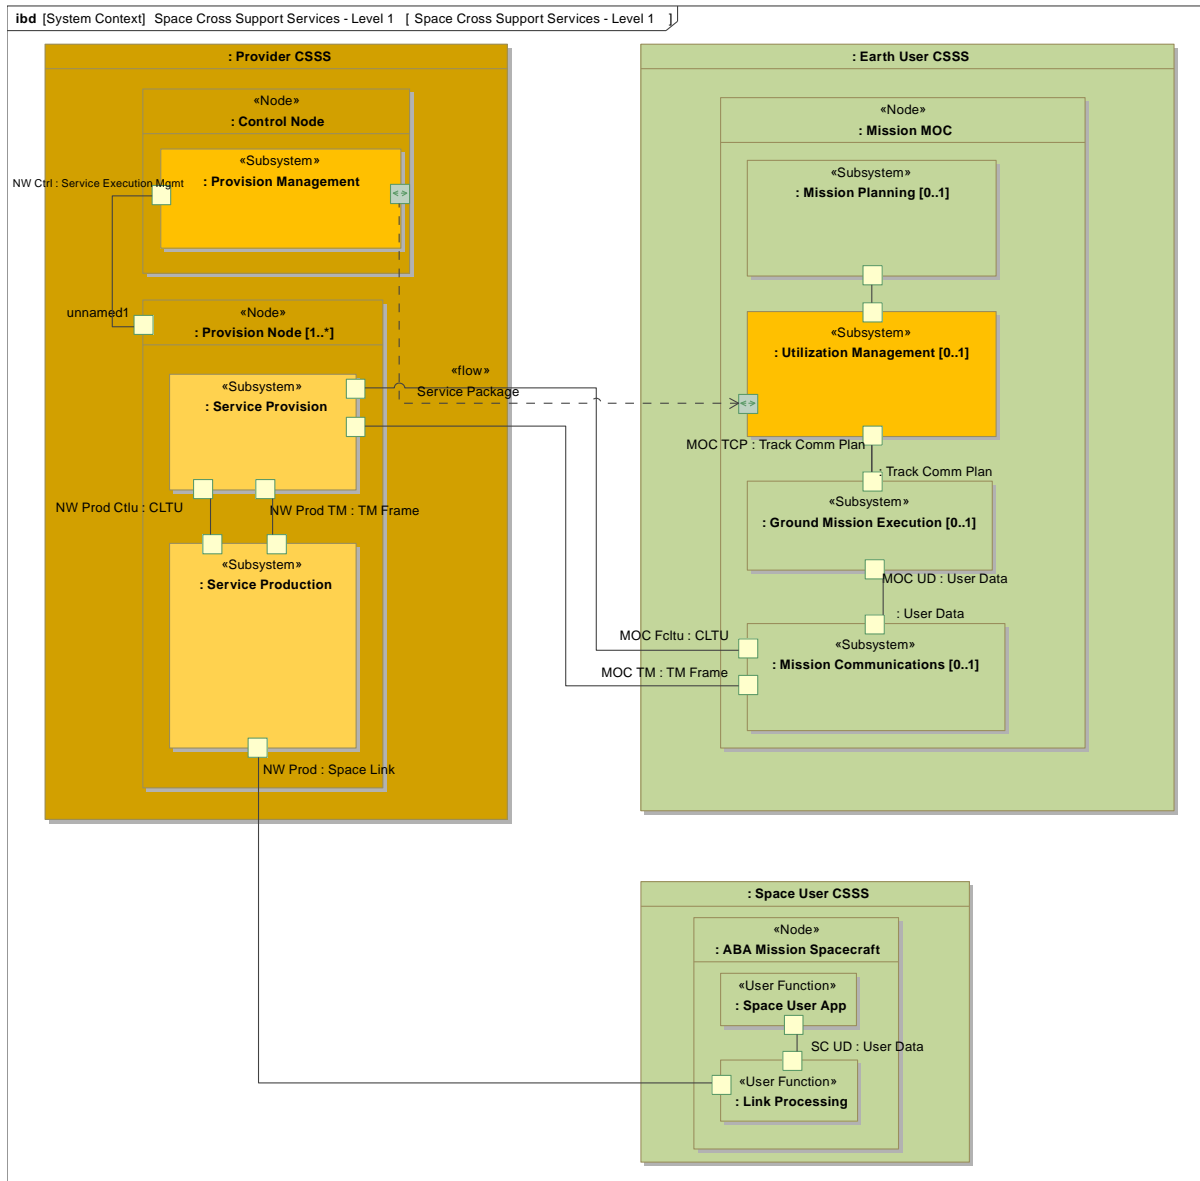 ibd [System Context] Space Cross Support Services - Level 1 [ Space Cross Support Services - Level 1 ]
: Provider CSSS
«Node»
: Control Node
«Subsystem»
: Provision Management
NW Ctrl : Service Execution Mgmt
unnamed1
«Node»
: Provision Node [1..*]
«Subsystem»
: Service Provision
«flow»
Service Package
NW Prod Ctlu : CLTU
NW Prod TM : TM Frame
«Subsystem»
: Service Production
NW Prod : Space Link
: Earth User CSSS
«Node»
: Mission MOC
«Subsystem»
: Mission Planning [0..1]
«Subsystem»
: Utilization Management [0..1]
MOC TCP : Track Comm Plan
: Track Comm Plan
«Subsystem»
: Ground Mission Execution [0..1]
MOC UD : User Data
: User Data
«Subsystem»
: Mission Communications [0..1]
MOC Fcltu : CLTU
MOC TM : TM Frame
: Space User CSSS
«Node»
: ABA Mission Spacecraft
«User Function»
: Space User App
SC UD : User Data
«User Function»
: Link Processing